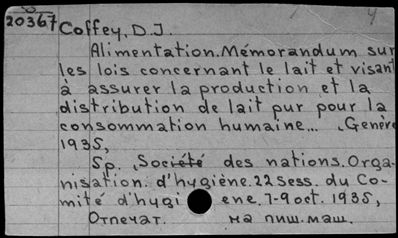 20367
Coffey, D.J.
Alimentation. Mémorandum sur
les lois concernant le lait et visant
à assurer la production et la
distribution de lait pur pour la
consommation humaine... , Genève
1935,
5p. , Société des nations. Orga-
nisation. d'hygiène. 22 Sess. du Co-
mité d'hygi ene. 7-9 oct. 1935,
Отпечат. на пиш. маш.